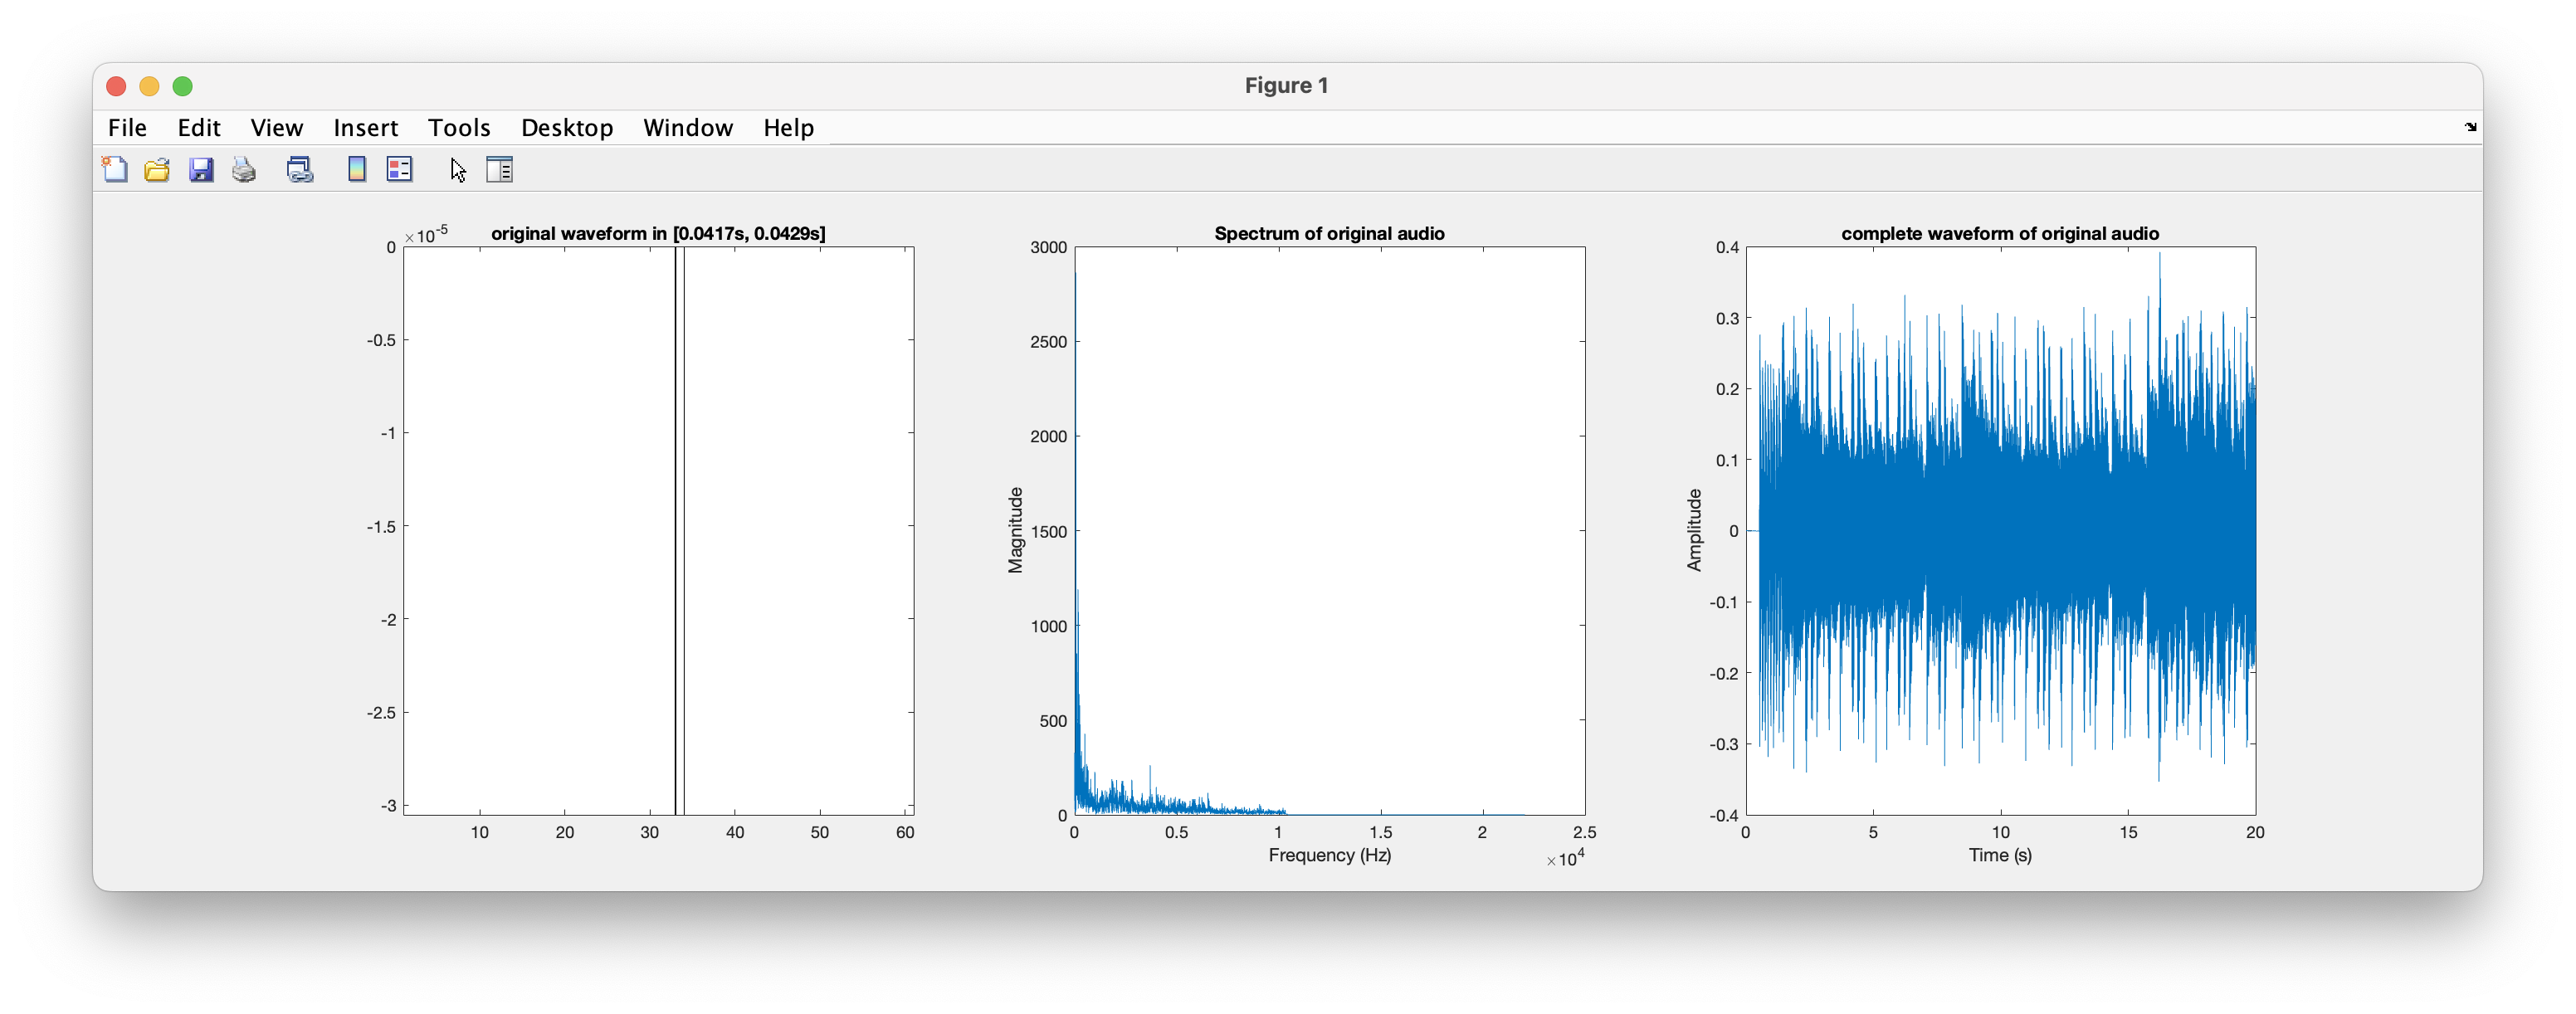 Figure 1
File Edit View Insert Tools Desktop Window Help
original waveform in [0.0417s, 0.0429s]
×10-5
0
-0.5
-1
-1.5
-2
-2.5
-3
10 20 30 40 50 60
Spectrum of original audio
3000
2500
2000
1500
1000
500
0
Magnitude
0 0.5 1 1.5 2 2.5
Frequency (Hz)
×104
complete waveform of original audio
0.4
0.3
0.2
0.1
0
-0.1
-0.2
-0.3
-0.4
Amplitude
0 5 10 15 20
Time (s)